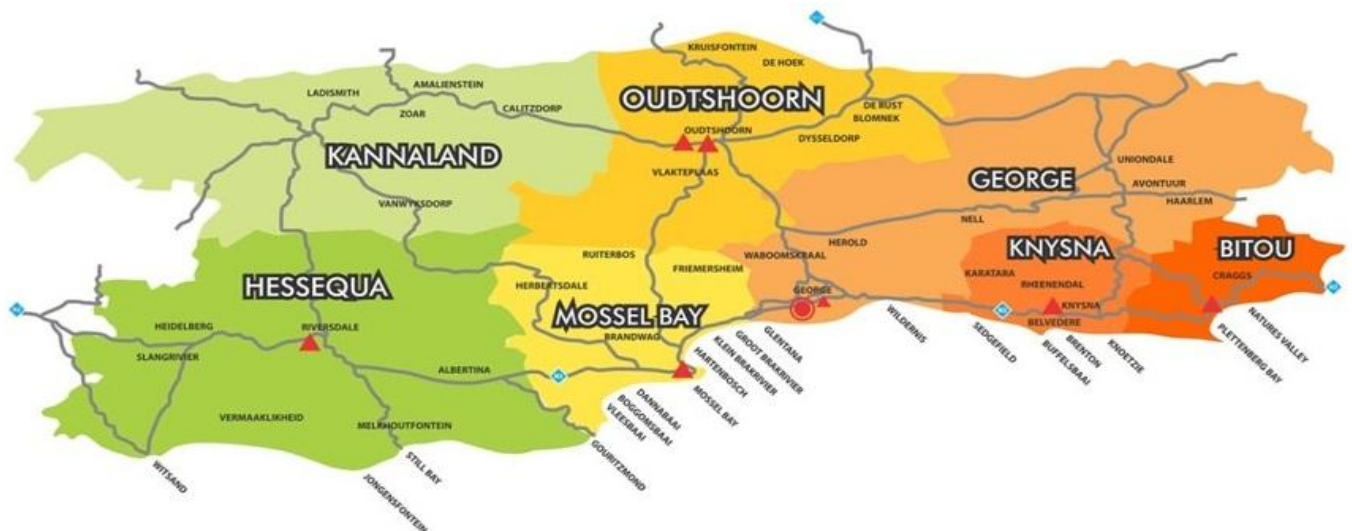 KRUISFONTEIN
DE HOEK
LADISMITH
AMALIENSTEIN
ZOAR
CALITZDORP
OUDTSHOORN
DE RUST
BLOMNEK
OUDTSHOORN
DYSSELDORP
KANNALAND
VLAKTEPLAAS
UNIONDALE
GEORGE
AVONTUUR
HAARLEM
VANWYKSDORP
NELL
HEROLD
KNYSNA
BITOU
RUITERBOS
WABOOMSKRAAL
FRIEMERSHEIM
KARATARA
RHEENENDAL
CRAGGS
HESSEQUA
HERBERTSDALE
GEORGE
KNYSNA
MOSSEL BAY
BELVEDERE
HEIDELBERG
RIVERSDALE
BRANDWAG
SLANGRIVIER
ALBERTINA
VERMAAKLIKHEID
MELKHOUTFONTEIN
WITSAND
JONGENSFONTEIN
STILL BAY
GOURITZMOND
VLEESBAAI
BOGGOMSBAAI
DANNABAAI
MOSSEL BAY
HARTENBOSCH
KLEIN BRAKRIVIER
GROOT BRAKRIVIER
GLENTANA
WILDERNIS
SEDGEFIELD
BUFFELSBAAI
BRENTON
KNOETZIE
PLETTENBERG BAY
NATURES VALLEY